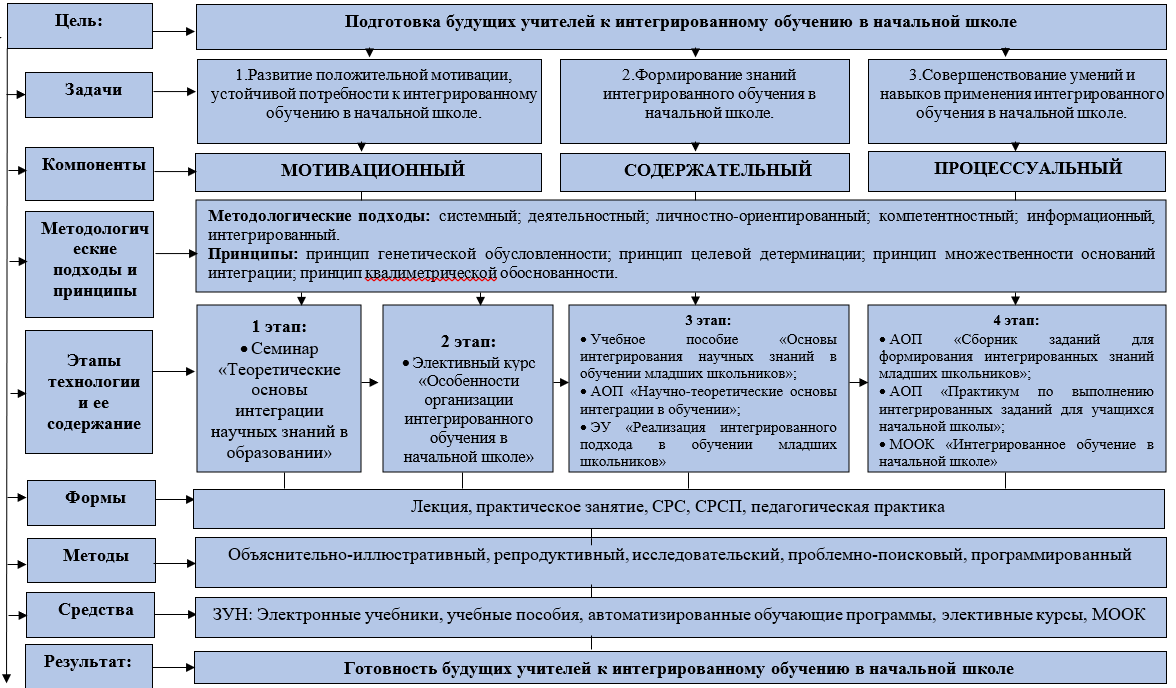 Цель:
Подготовка будущих учителей к интегрированному обучению в начальной школе
Задачи
1.Развитие положительной мотивации,
устойчивой потребности к интегрированному
обучению в начальной школе.
2.Формирование знаний
интегрированного обучения в
начальной школе.
3.Совершенствование умений и
навыков применения интегрированного
обучения в начальной школе.
Компоненты
МОТИВАЦИОННЫЙ
СОДЕРЖАТЕЛЬНЫЙ
ПРОЦЕССУАЛЬНЫЙ
Методологич
еские
подходы и
принципы
Методологические подходы: системный; деятельностный; личностно-ориентированный; компетентностный; информационный,
интегрированный.
Принципы: принцип генетической обусловленности; принцип целевой детерминации; принцип множественности оснований
интеграции; принцип квалиметрической обоснованности.
Этапы
технологии
и ее
содержание
1 этап:
• Семинар
«Теоретические
основы
интеграции
научных знаний в
образовании»
2 этап:
• Элективный курс
«Особенности
организации
интегрированного
обучения в
начальной школе»
3 этап:
• Учебное пособие «Основы
интегрирования научных знаний в
обучении младших школьников»;
• АОП «Научно-теоретические основы
интеграции в обучении»;
• ЭУ «Реализация интегрированного
подхода в обучении младших
школьников»
4 этап:
• АОП «Сборник заданий для
формирования интегрированных знаний
младших школьников»;
• АОП «Практикум по выполнению
интегрированных заданий для учащихся
начальной школы»;
• МООК «Интегрированное обучение в
начальной школе»
Формы
Лекция, практическое занятие, СРС, СРСП, педагогическая практика
Методы
Объяснительно-иллюстративный, репродуктивный, исследовательский, проблемно-поисковый, программированный
Средства
ЗУН: Электронные учебники, учебные пособия, автоматизированные обучающие программы, элективные курсы, МООК
Результат:
Готовность будущих учителей к интегрированному обучению в начальной школе